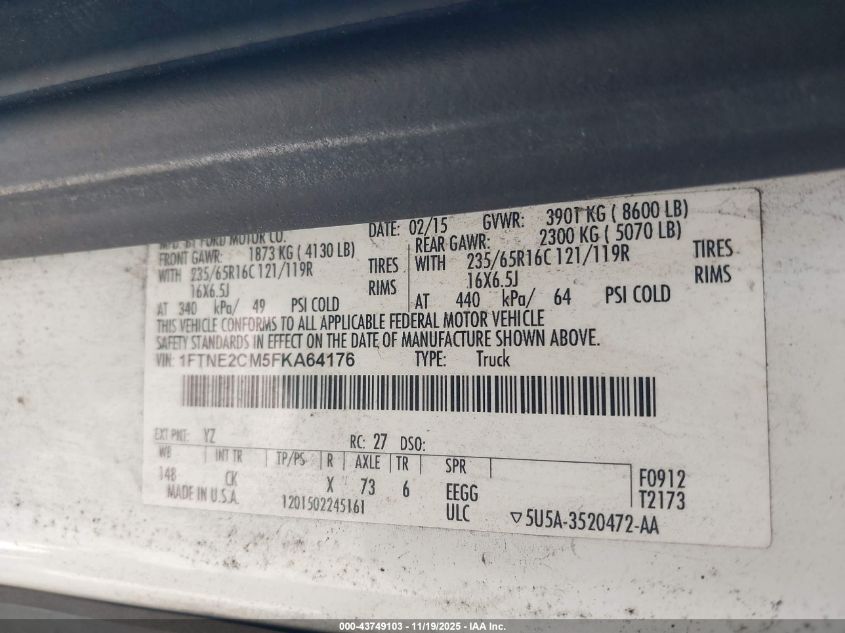 MFD. BY FORD MOTOR CO.
DATE: 02/15 GVWR: 3901 KG ( 8600 LB)
FRONT GAWR: 1873 KG ( 4130 LB) REAR GAWR: 2300 KG ( 5070 LB)
WITH 235/65R16C 121/119R TIRES WITH 235/65R16C 121/119R TIRES
16X6.5J RIMS 16X6.5J RIMS
AT 340 kPa/ 49 PSI COLD AT 440 kPa/ 64 PSI COLD
THIS VEHICLE CONFORMS TO ALL APPLICABLE FEDERAL MOTOR VEHICLE
SAFETY STANDARDS IN EFFECT ON THE DATE OF MANUFACTURE SHOWN ABOVE.
VIN: 1FTNE2CM5FKA64176 TYPE: Truck
EXT PNT: YZ RC: 27 DSO:
WB INT TR TP/PS R AXLE TR SPR
148 CK X 73 6 EEGG F0912
MADE IN U.S.A. 1201502245161 ULC T2173
▽5U5A-3520472-AA
000-43749103 - 11/19/2025 - IAA Inc.